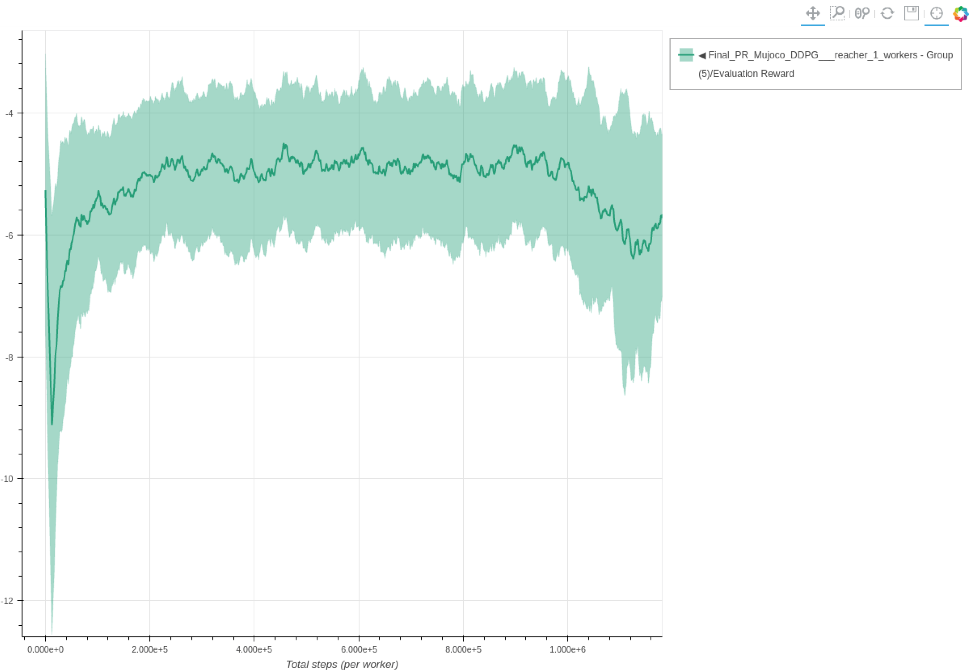 ◀ Final_PR_Mujoco_DDPG___reacher_1_workers - Group
(5)/Evaluation Reward
-4
-6
-8
-10
-12
0.000e+0 2.000e+5 4.000e+5 6.000e+5 8.000e+5 1.000e+6
Total steps (per worker)